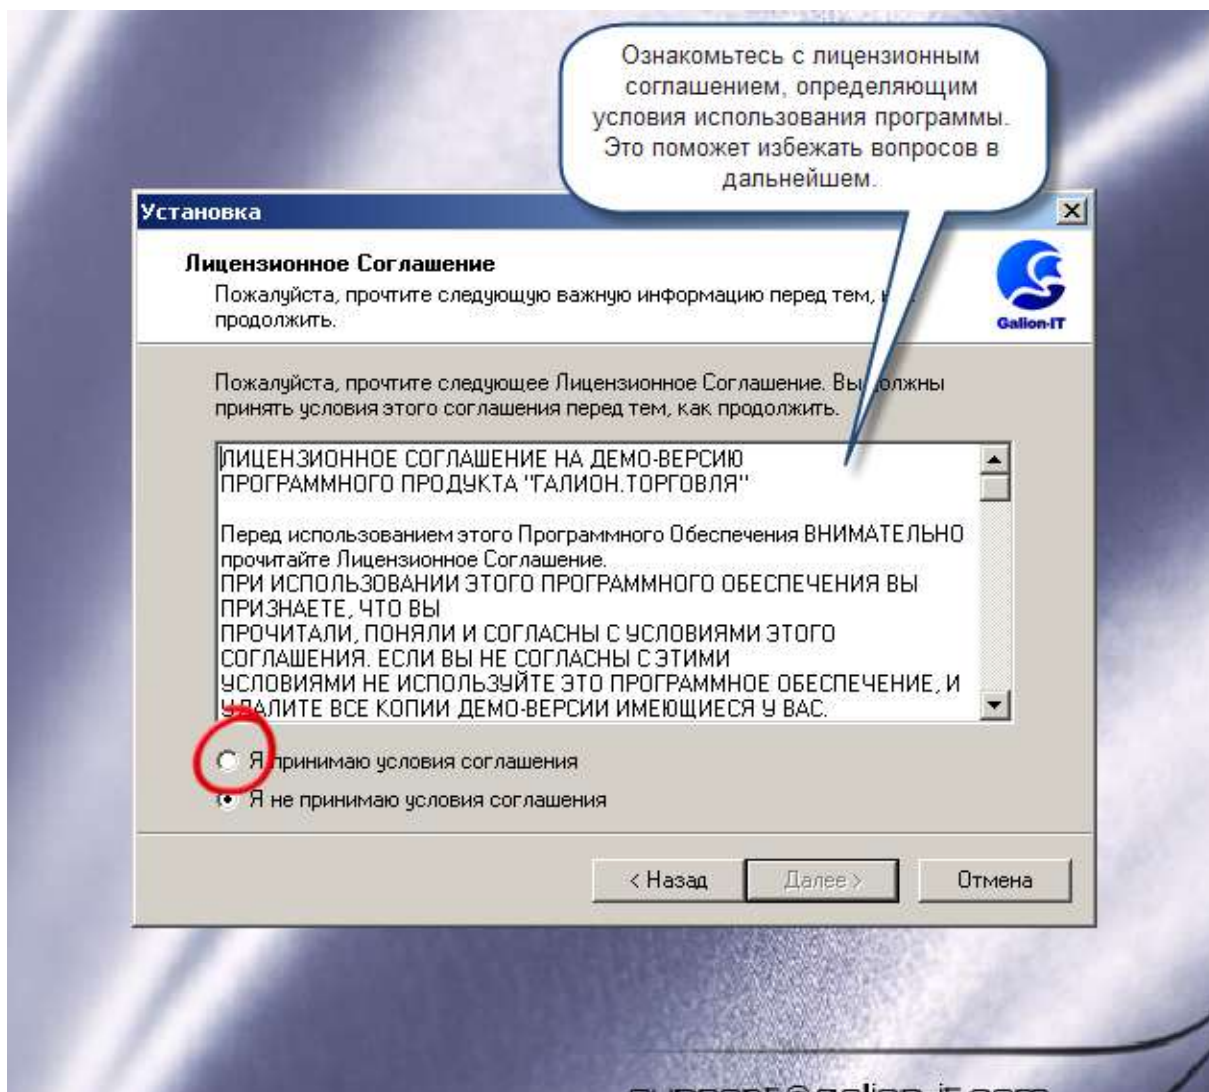 Ознакомьтесь с лицензионным
соглашением, определяющим
условия использования программы.
Это поможет избежать вопросов в
дальнейшем.
Установка
Лицензионное Соглашение
Пожалуйста, прочтите следующую важную информацию перед тем,
продолжить.
Galion-IT
Пожалуйста, прочтите следующее Лицензионное Соглашение. Вы должны
принять условия этого соглашения перед тем, как продолжить.
ЛИЦЕНЗИОННОЕ СОГЛАШЕНИЕ НА ДЕМО-ВЕРСИЮ
ПРОГРАММНОГО ПРОДУКТА "ГАЛИОН.ТОРГОВЛЯ"
Перед использованием этого Программного Обеспечения ВНИМАТЕЛЬНО
прочитайте Лицензионное Соглашение.
ПРИ ИСПОЛЬЗОВАНИИ ЭТОГО ПРОГРАММНОГО ОБЕСПЕЧЕНИЯ ВЫ
ПРИЗНАЕТЕ, ЧТО ВЫ
ПРОЧИТАЛИ, ПОНЯЛИ И СОГЛАСНЫ С УСЛОВИЯМИ ЭТОГО
СОГЛАШЕНИЯ. ЕСЛИ ВЫ НЕ СОГЛАСНЫ С ЭТИМИ
УСЛОВИЯМИ НЕ ИСПОЛЬЗУЙТЕ ЭТО ПРОГРАММНОЕ ОБЕСПЕЧЕНИЕ, И
УДАЛИТЕ ВСЕ КОПИИ ДЕМО-ВЕРСИИ ИМЕЮЩИЕСЯ У ВАС.
Я принимаю условия соглашения
Я не принимаю условия соглашения
< Назад
Далее >
Отмена